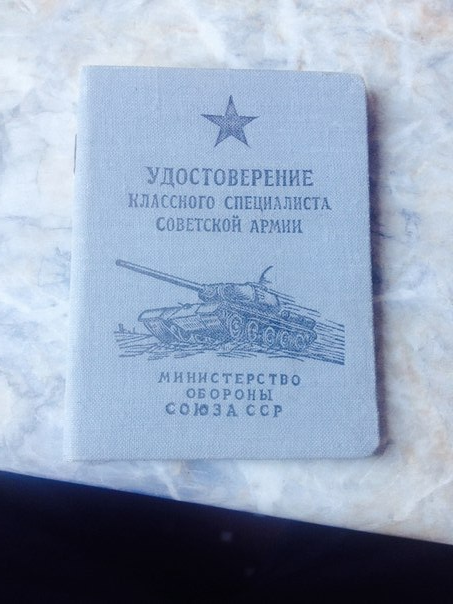 УДОСТОВЕРЕНИЕ
КЛАССНОГО СПЕЦИАЛИСТА
СОВЕТСКОЙ АРМИИ
МИНИСТЕРСТВО
ОБОРОНЫ
СОЮЗА ССР